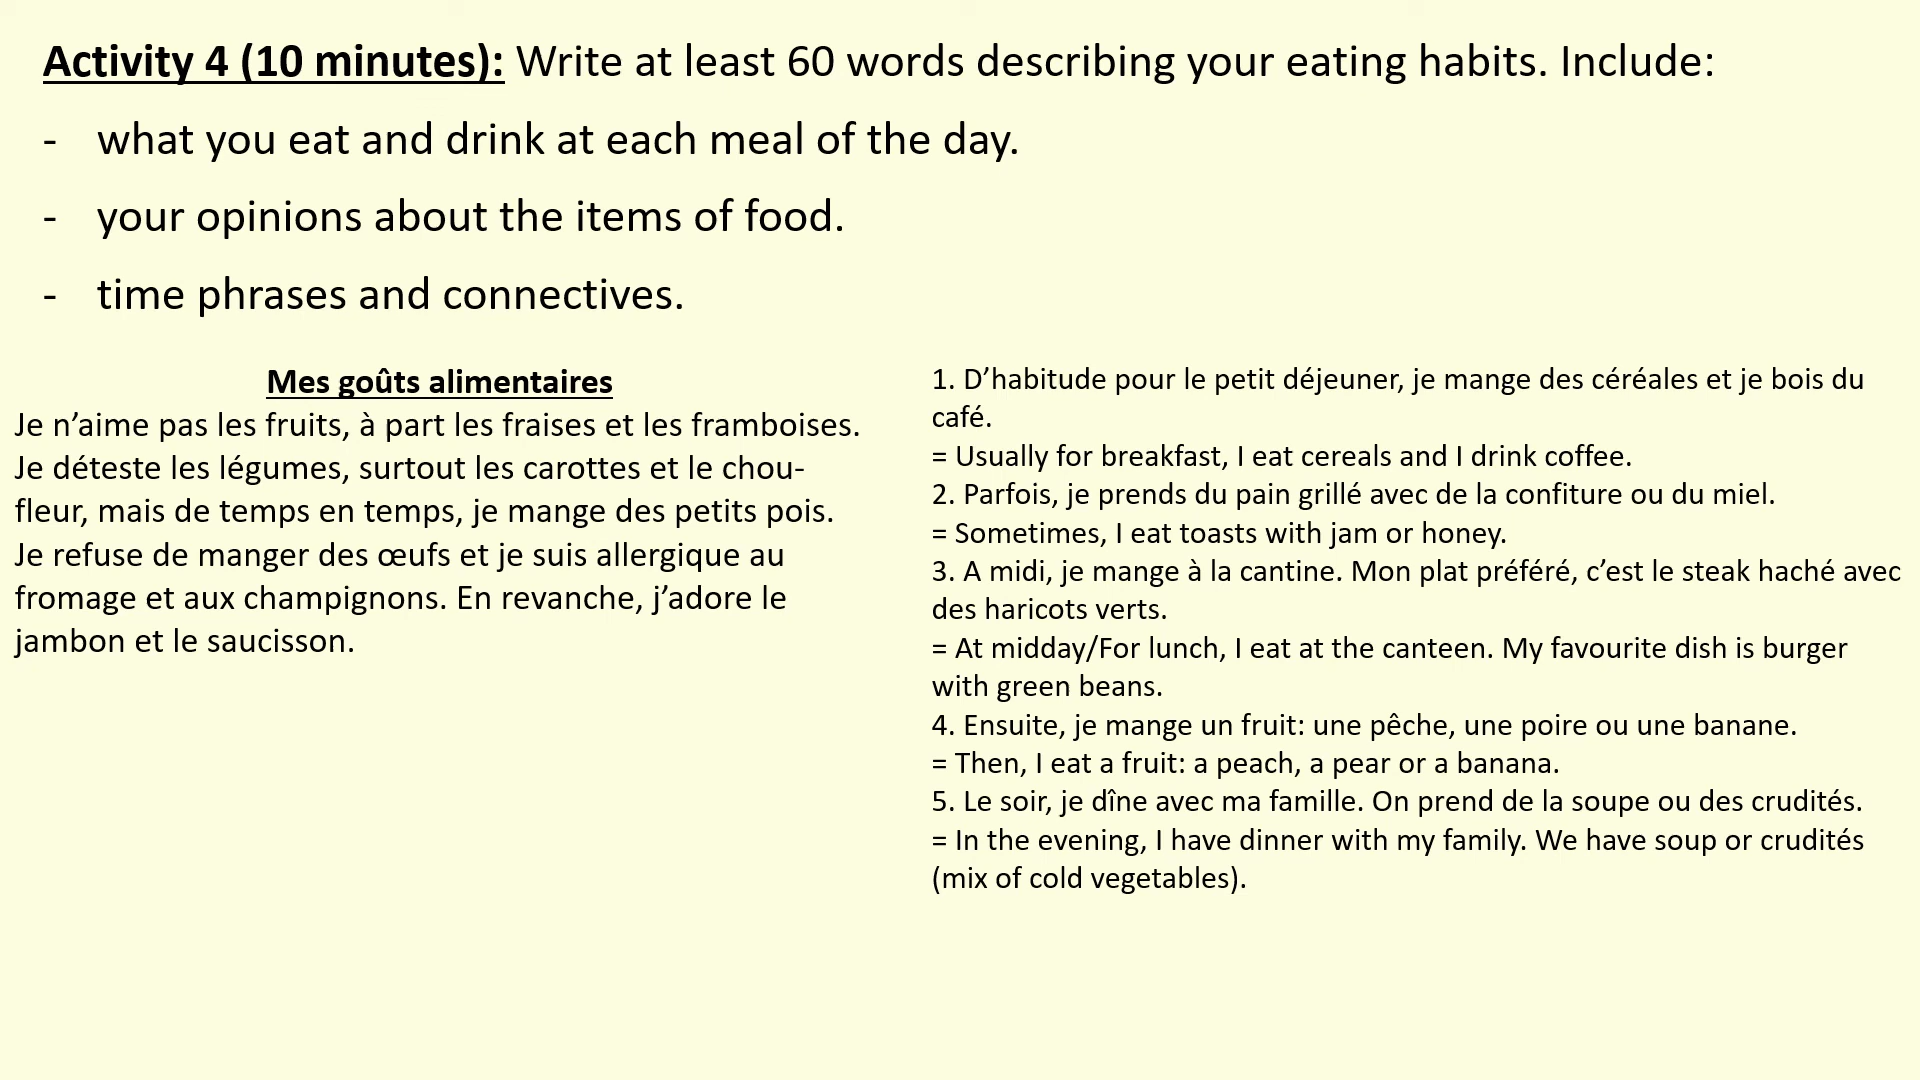 Activity 4 (10 minutes): Write at least 60 words describing your eating habits. Include:
- what you eat and drink at each meal of the day.
- your opinions about the items of food.
- time phrases and connectives.
Mes goûts alimentaires
Je n’aime pas les fruits, à part les fraises et les framboises.
Je déteste les légumes, surtout les carottes et le chou-
fleur, mais de temps en temps, je mange des petits pois.
Je refuse de manger des œufs et je suis allergique au
fromage et aux champignons. En revanche, j’adore le
jambon et le saucisson.
1. D’habitude pour le petit déjeuner, je mange des céréales et je bois du
café.
= Usually for breakfast, I eat cereals and I drink coffee.
2. Parfois, je prends du pain grillé avec de la confiture ou du miel.
= Sometimes, I eat toasts with jam or honey.
3. A midi, je mange à la cantine. Mon plat préféré, c’est le steak haché avec
des haricots verts.
= At midday/For lunch, I eat at the canteen. My favourite dish is burger
with green beans.
4. Ensuite, je mange un fruit: une pêche, une poire ou une banane.
= Then, I eat a fruit: a peach, a pear or a banana.
5. Le soir, je dîne avec ma famille. On prend de la soupe ou des crudités.
= In the evening, I have dinner with my family. We have soup or crudités
(mix of cold vegetables).